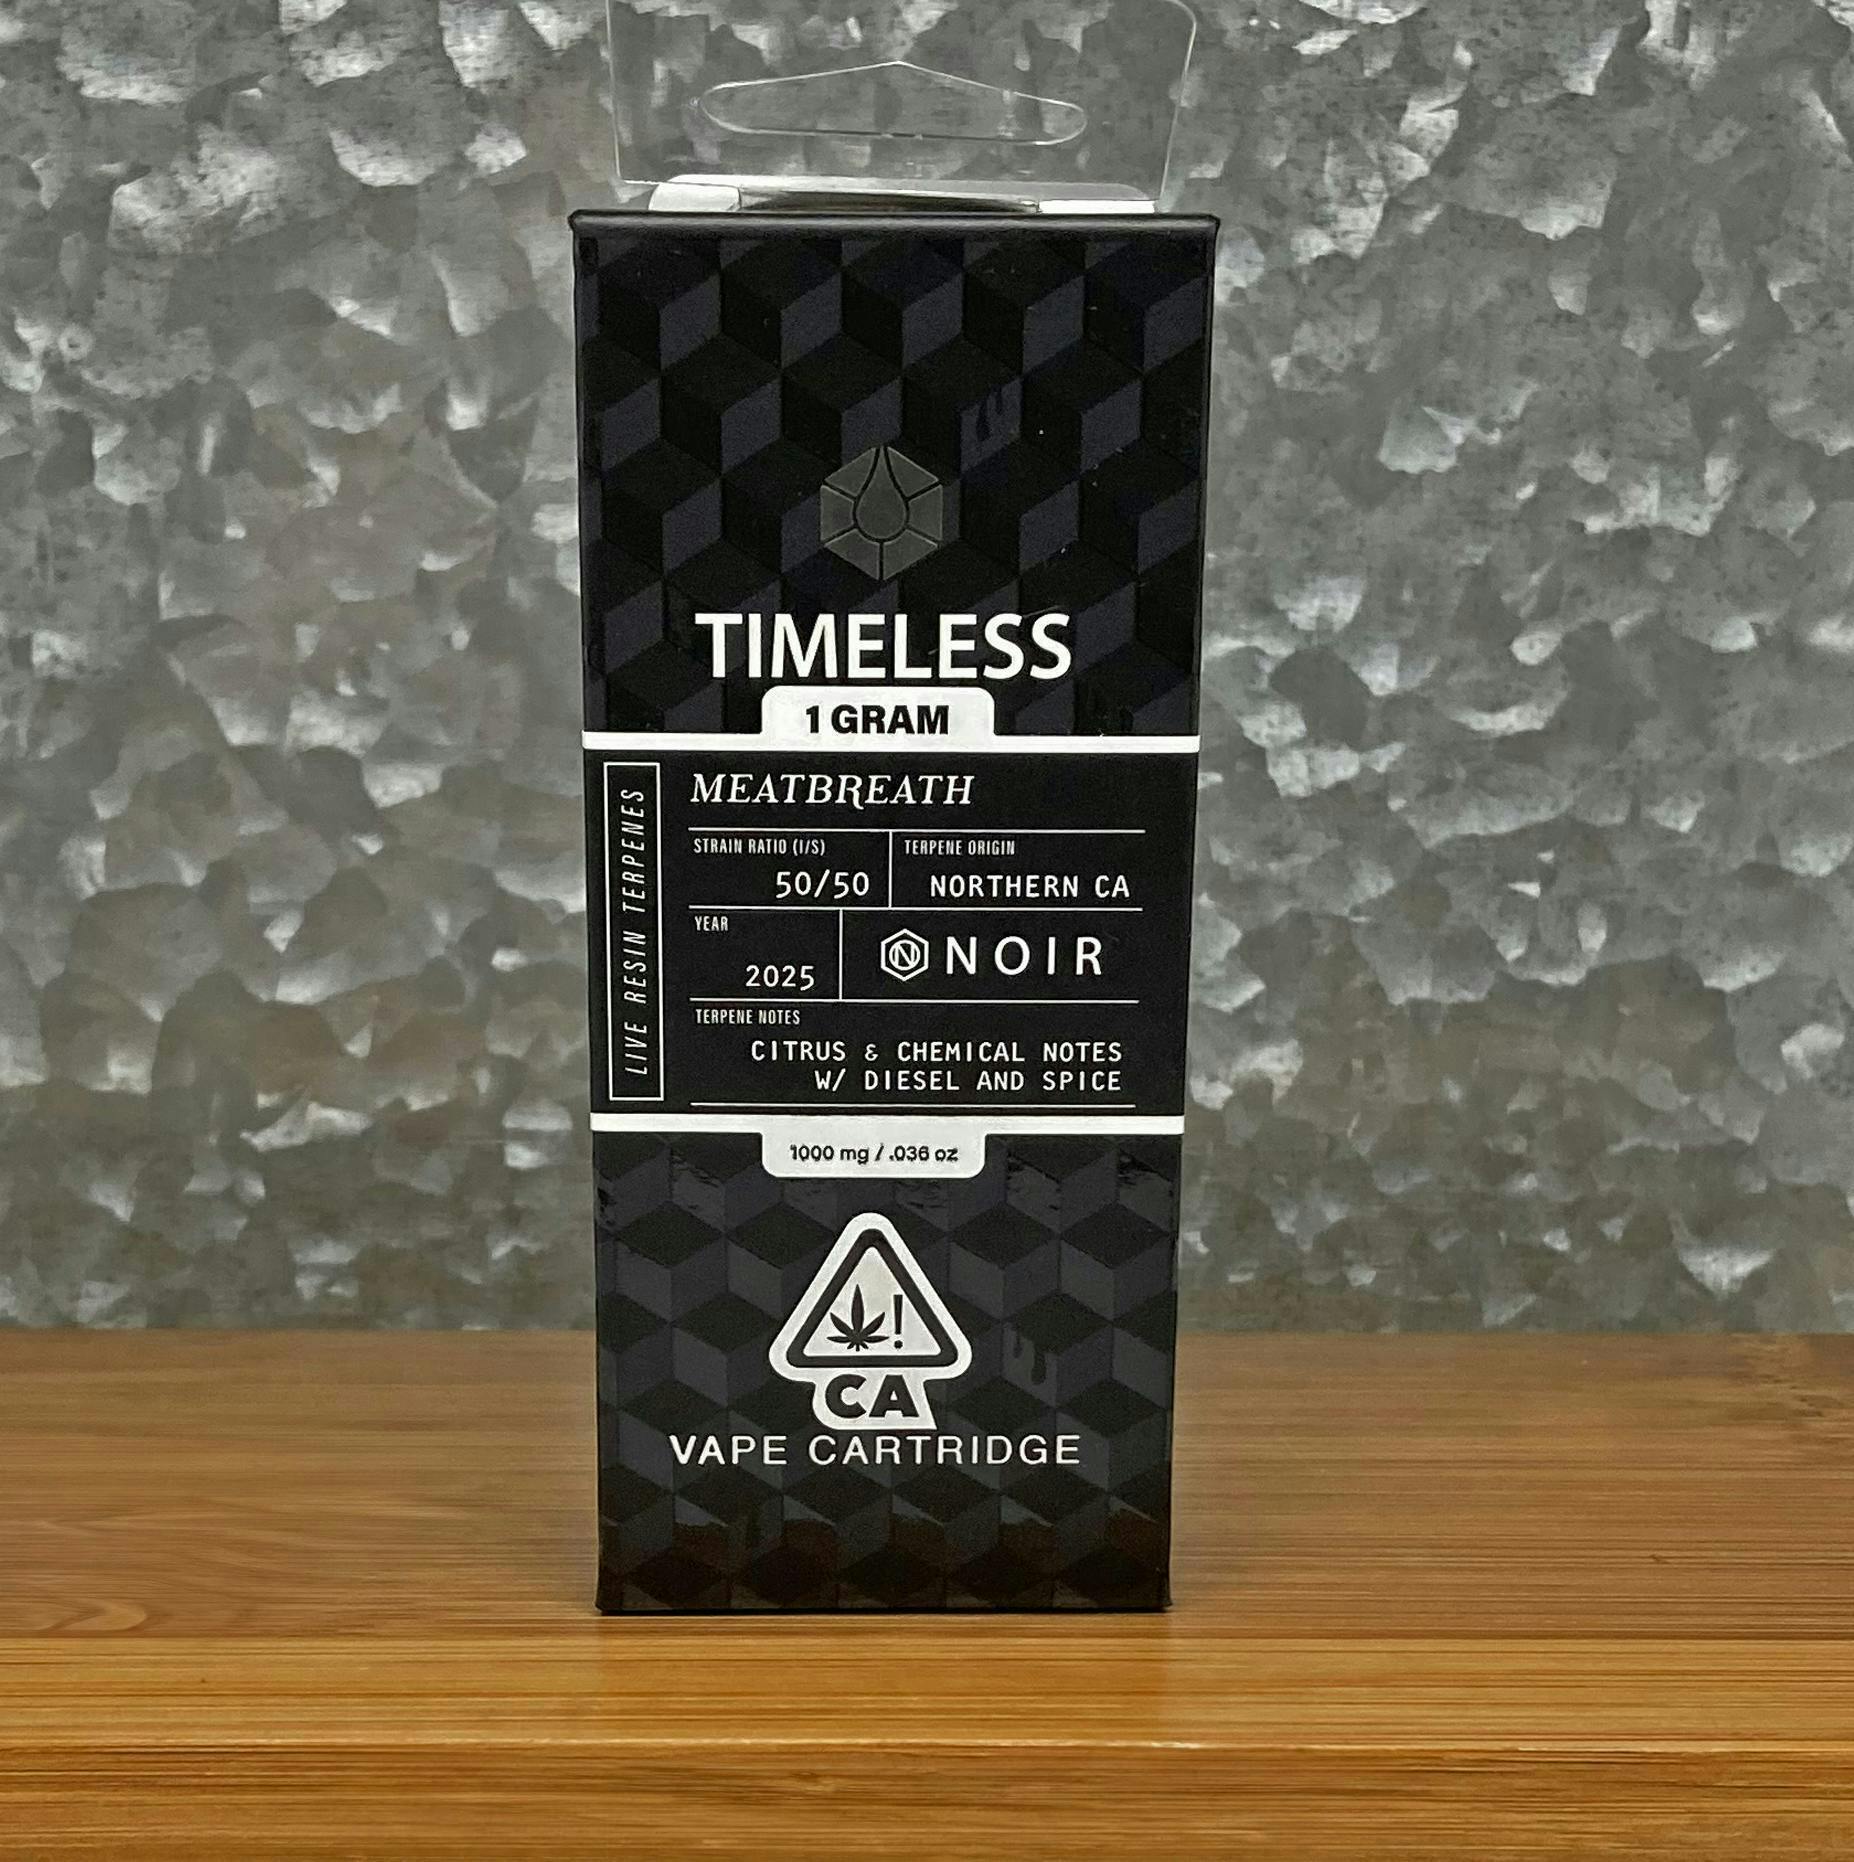 TIMELESS
1 GRAM
LIVE RESIN TERPENES
MEATBREATH
STRAIN RATIO (I/S)
50/50
TERPENE ORIGIN
NORTHERN CA
YEAR
2025
N NOIR
TERPENE NOTES
CITRUS & CHEMICAL NOTES
W/ DIESEL AND SPICE
1000 mg / .036 oz
!
CA
VAPE CARTRIDGE